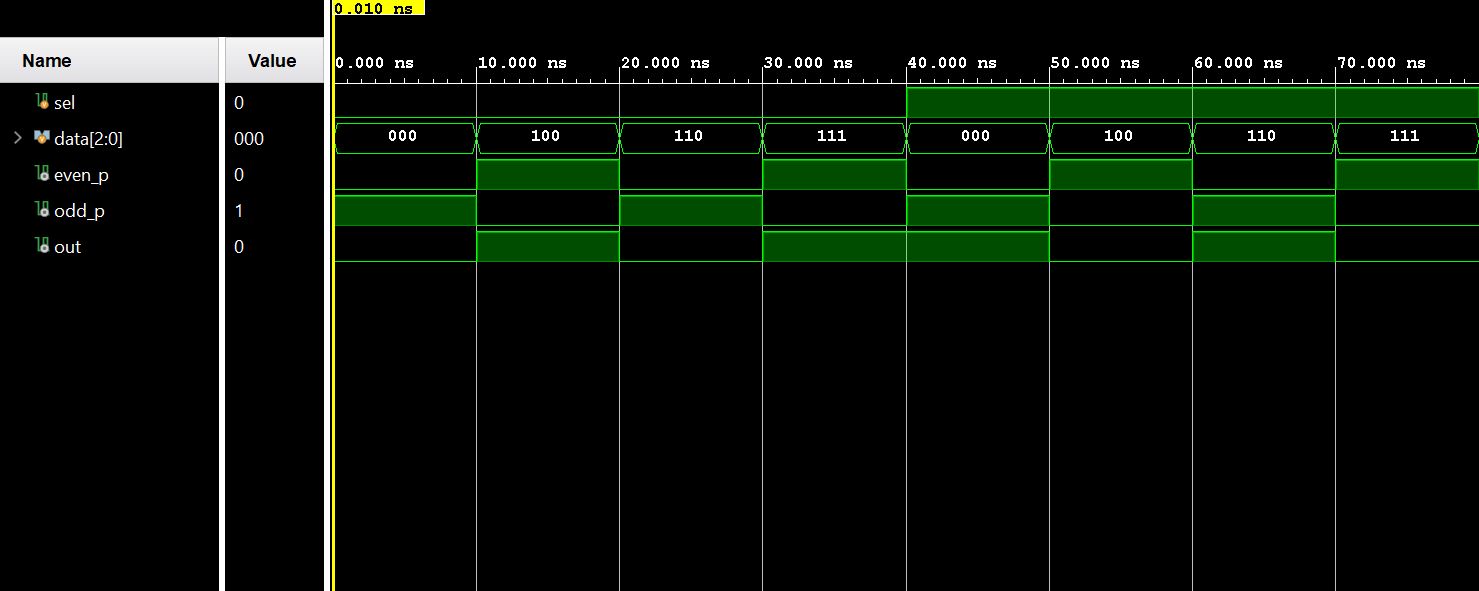 0.010 ns
Name Value
0.000 ns 10.000 ns 20.000 ns 30.000 ns 40.000 ns 50.000 ns 60.000 ns 70.000 ns
sel 0
data[2:0] 000 000 100 110 111 000 100 110 111
even_p 0
odd_p 1
out 0